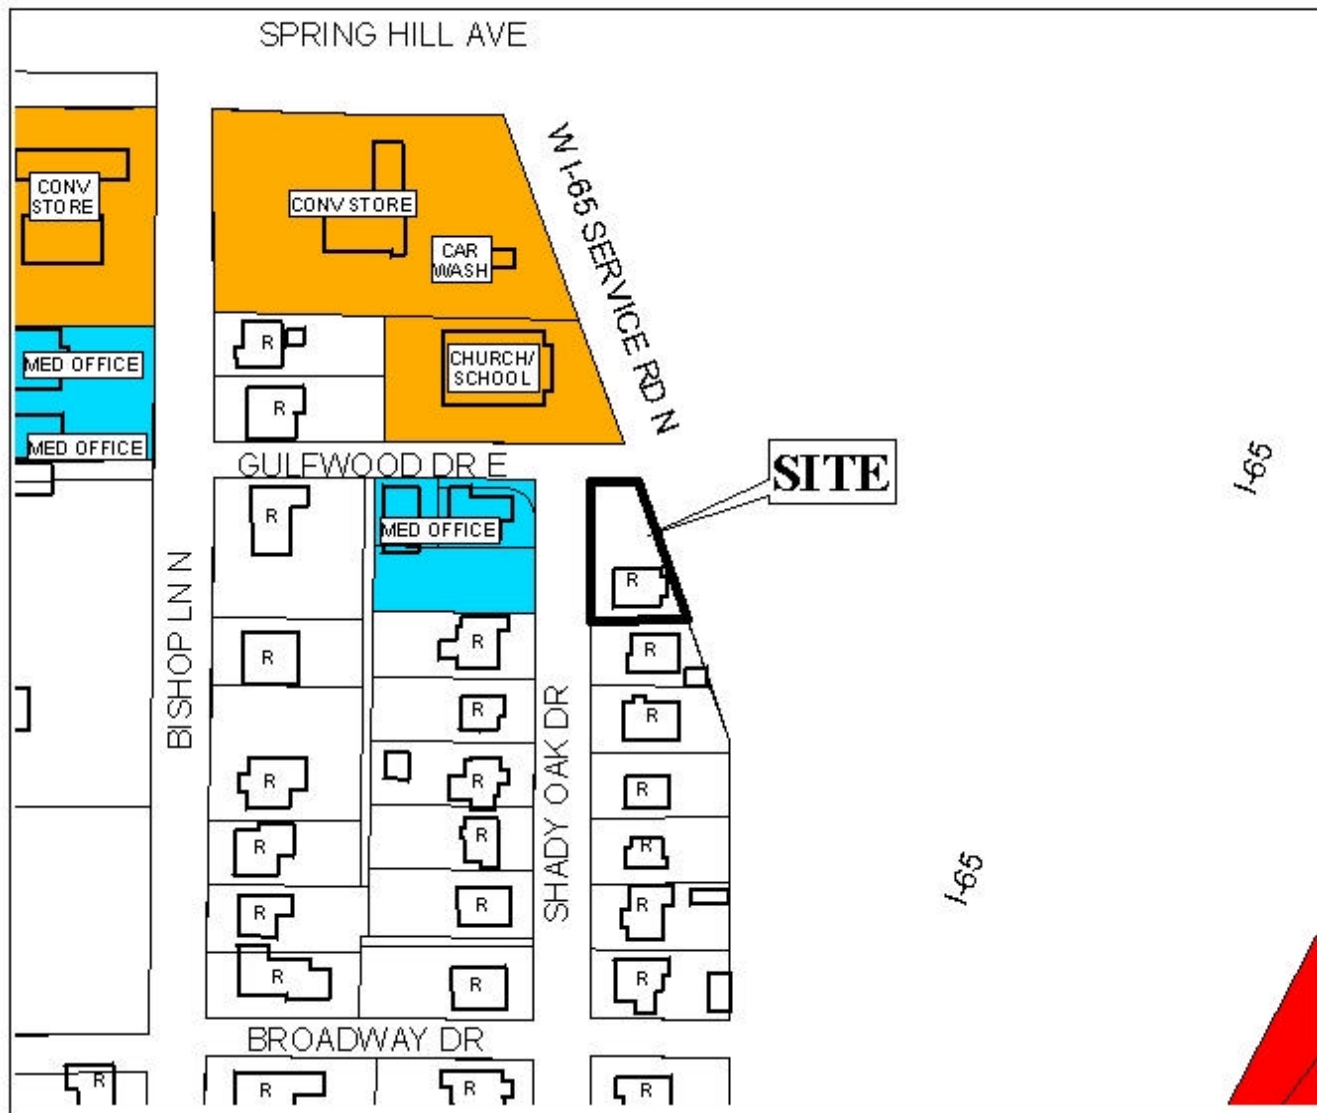 SPRING HILL AVE
W I-65 SERVICE RD N
CONV
STORE
CONV STORE
CAR
WASH
MED OFFICE
R
CHURCH/
SCHOOL
R
MED OFFICE
GULFWOOD DR E
SITE
I-65
R
MED OFFICE
R
BISHOP LN N
R
R
R
R
R
SHADY OAK DR
R
R
R
R
R
R
R
I-65
R
R
R
R
R
R
BROADWAY DR
R
R
R
R